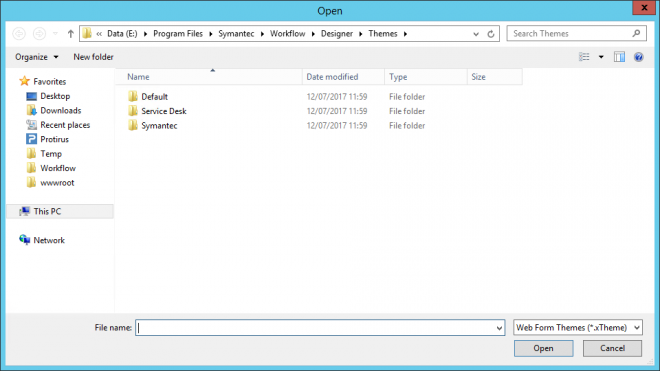 Open
« Data (E:) ▸ Program Files ▸ Symantec ▸ Workflow ▸ Designer ▸ Themes ▸
Search Themes
Organize
New folder
Favorites
Desktop
Downloads
Recent places
Protirus
Temp
Workflow
wwwroot
This PC
Network
Name Date modified Type Size
Default 12/07/2017 11:59 File folder
Service Desk 12/07/2017 11:59 File folder
Symantec 12/07/2017 11:59 File folder
File name:
Web Form Themes (*.xTheme)
Open
Cancel